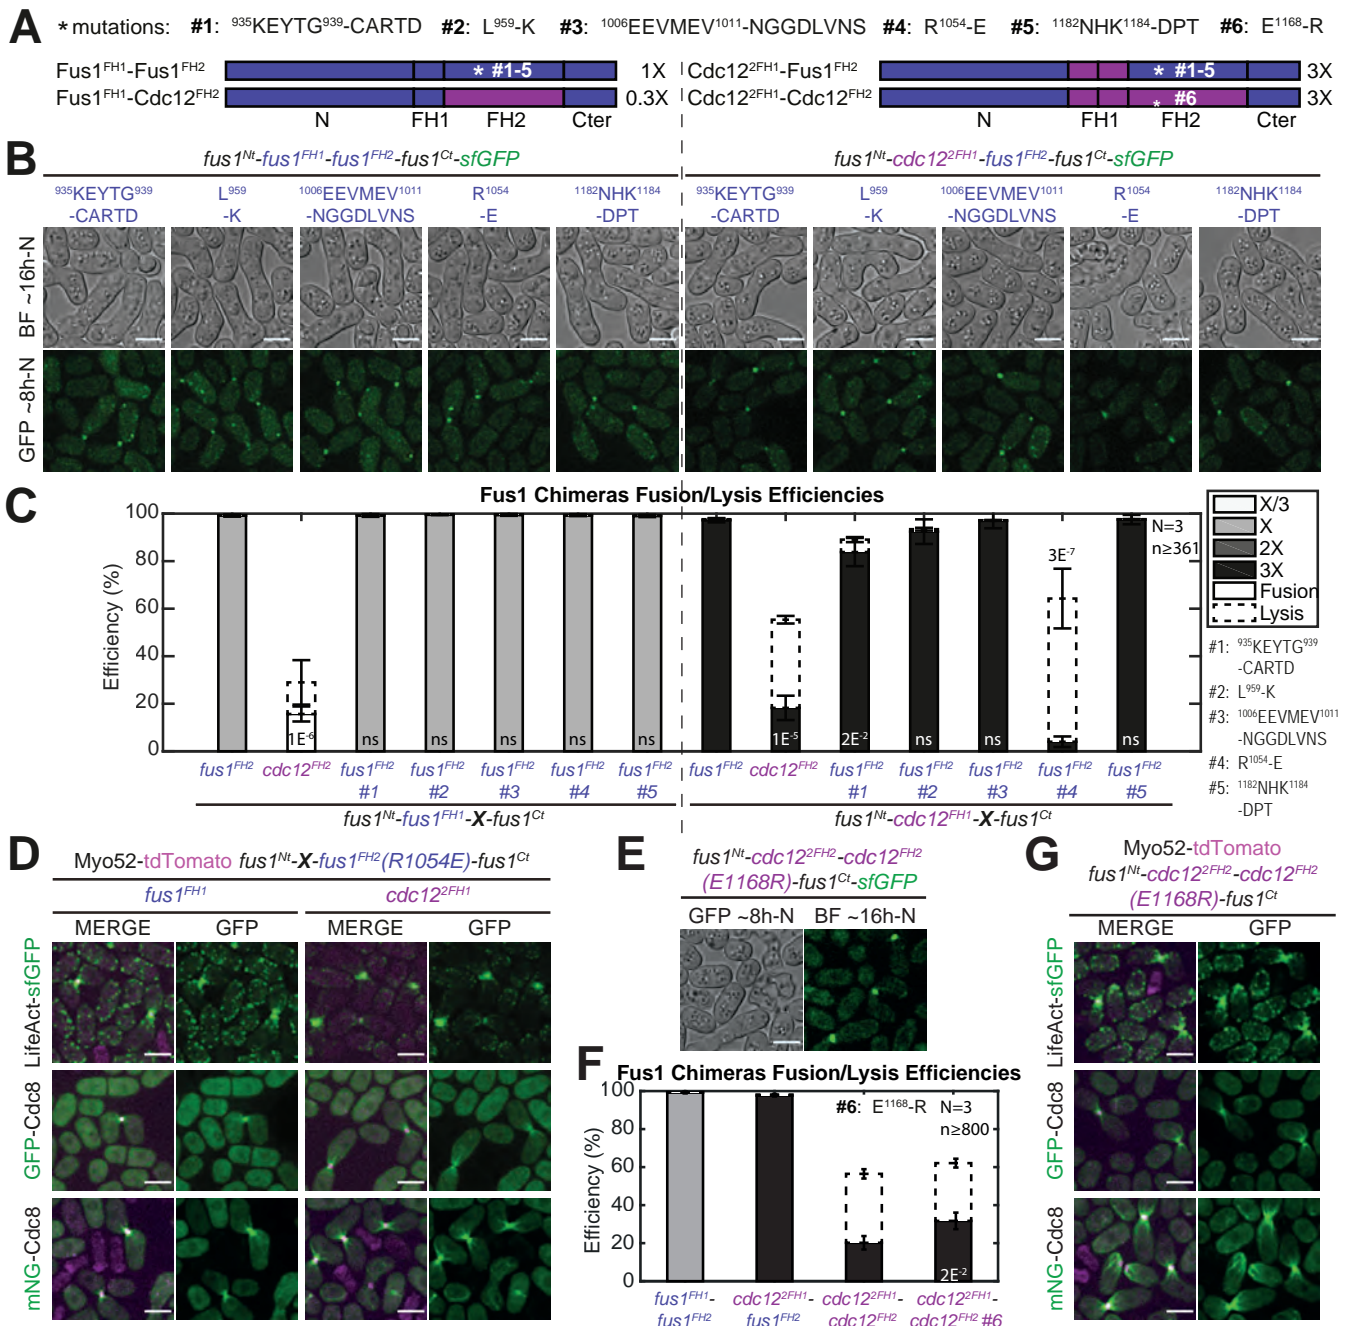 A
* mutations: #1: 935KEYTG939-CARTD #2: L959-K #3: 1006EEVMEV1011-NGGDLVNS #4: R1054-E #5: 1182NHK1184-DPT #6: E1168-R
Fus1FH1-Fus1FH2 * #1-5 1X Cdc122FH1-Fus1FH2 * #1-5 3X
Fus1FH1-Cdc12FH2 0.3X Cdc122FH1-Cdc12FH2 * #6 3X
N FH1 FH2 Cter N FH1 FH2 Cter
B
fus1Nt-fus1FH1-fus1FH2-fus1Ct-sfGFP fus1Nt-cdc122FH1-fus1FH2-fus1Ct-sfGFP
935KEYTG939 L959 1006EEVMEV1011 R1054 1182NHK1184 935KEYTG939 L959 1006EEVMEV1011 R1054 1182NHK1184
-CARTD -K -NGGDLVNS -E -DPT -CARTD -K -NGGDLVNS -E -DPT
BF ~16h-N
GFP ~8h-N
C
Fus1 Chimeras Fusion/Lysis Efficiencies
Efficiency (%)
100
80
60
40
20
0
1E-6 ns ns ns ns ns 1E-5 2E-2 ns ns 3E-7 ns
N=3
n≥361
X/3
X
2X
3X
Fusion
Lysis
#1: 935KEYTG939
-CARTD
#2: L959-K
#3: 1006EEVMEV1011
-NGGDLVNS
#4: R1054-E
#5: 1182NHK1184
-DPT
fus1FH2 cdc12FH2 fus1FH2 fus1FH2 fus1FH2 fus1FH2 fus1FH2 fus1FH2 cdc12FH2 fus1FH2 fus1FH2 fus1FH2 fus1FH2 fus1FH2
#1 #2 #3 #4 #5 #1 #2 #3 #4 #5
fus1Nt-fus1FH1-X-fus1Ct fus1Nt-cdc12FH1-X-fus1Ct
D
Myo52-tdTomato fus1Nt-X-fus1FH2(R1054E)-fus1Ct
fus1FH1 cdc122FH1
MERGE GFP MERGE GFP
LifeAct-sfGFP
GFP-Cdc8
mNG-Cdc8
E
fus1Nt-cdc122FH2-cdc12FH2
(E1168R)-fus1Ct-sfGFP
GFP ~8h-N BF ~16h-N
F
Fus1 Chimeras Fusion/Lysis Efficiencies
Efficiency (%)
100
80
60
40
20
0
#6: E1168-R N=3
n≥800
2E-2
fus1FH1- cdc122FH1- cdc122FH1- cdc122FH1-
fus1FH2 fus1FH2 cdc12FH2 cdc12FH2 #6
G
Myo52-tdTomato
fus1Nt-cdc122FH2-cdc12FH2
(E1168R)-fus1Ct
MERGE GFP
LifeAct-sfGFP
GFP-Cdc8
mNG-Cdc8